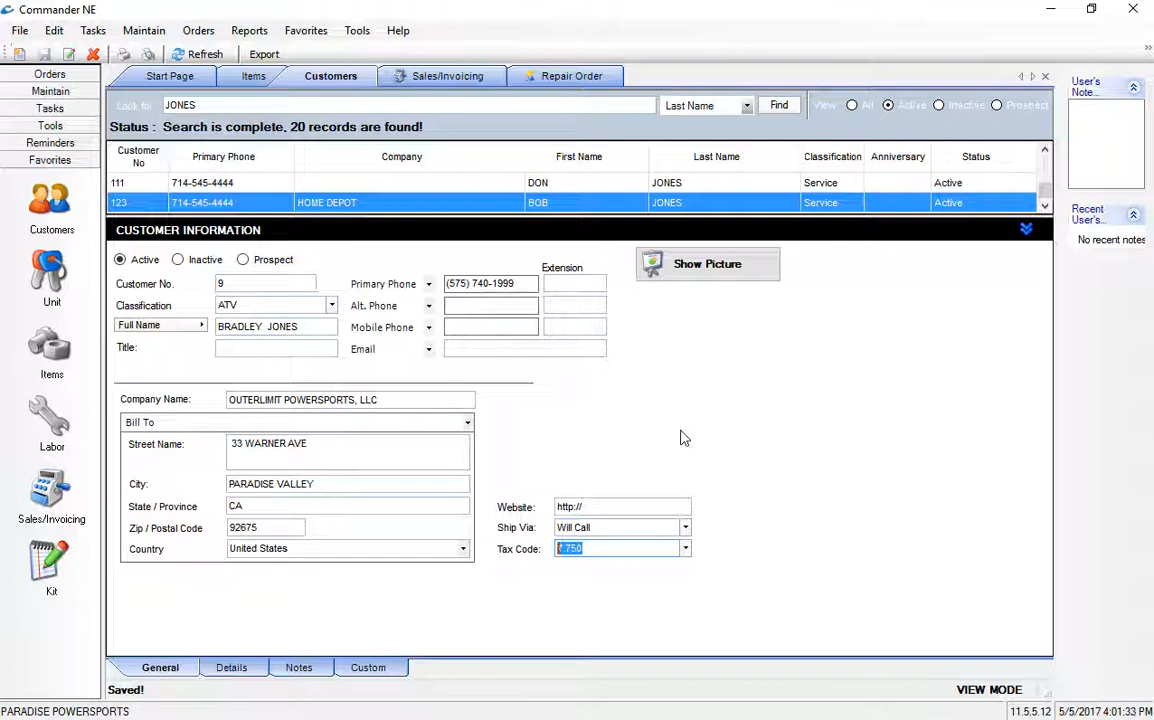 Commander NE
File Edit Tasks Maintain Orders Reports Favorites Tools Help
Refresh Export
Orders
Maintain
Tasks
Tools
Reminders
Favorites
Customers
Unit
Items
Labor
Sales/Invoicing
Kit
Start Page Items Customers Sales/Invoicing Repair Order
Look for JONES Last Name Find View All Active Inactive Prospect
Status : Search is complete, 20 records are found!
Customer No Primary Phone Company First Name Last Name Classification Anniversary Status
111 714-545-4444 DON JONES Service Active
123 714-545-4444 HOME DEPOT BOB JONES Service Active
CUSTOMER INFORMATION
Active Inactive Prospect
Show Picture
Extension
Customer No. 9 Primary Phone (575) 740-1999
Classification ATV Alt. Phone
Full Name BRADLEY JONES Mobile Phone
Title: Email
Company Name: OUTERLIMIT POWERSPORTS, LLC
Bill To
Street Name: 33 WARNER AVE
City: PARADISE VALLEY
State / Province CA
Zip / Postal Code 92675
Country United States
Website: http://
Ship Via: Will Call
Tax Code: 7.750
General Details Notes Custom
Saved! VIEW MODE
User's Note...
Recent User's...
No recent notes
PARADISE POWERSPORTS 11.5.5.12 5/5/2017 4:01:33 PM